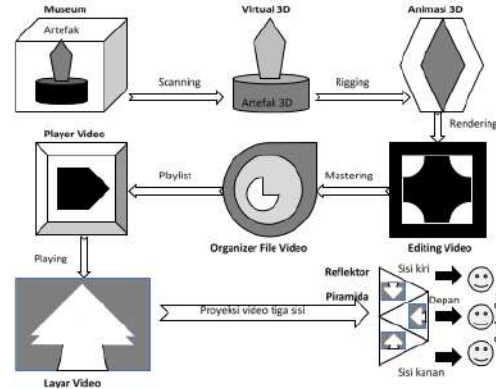 Museum
Virtual 3D
Animasi 3D
Artefak
Scanning
Artefak 3D
Rigging
Rendering
Player Video
Playlist
Mastering
Organizer File Video
Editing Video
Playing
Reflektor
Piramida
Sisi kiri
Depan
Proyeksi video tiga sisi
Layar Video
Sisi kanan